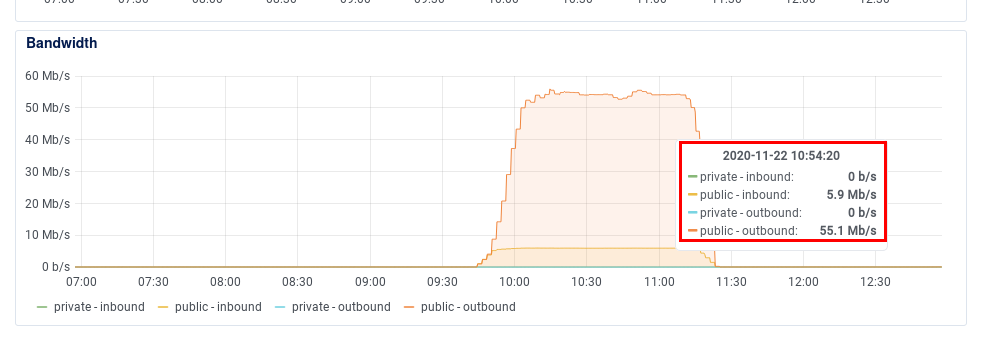 07:00 07:30 08:00 08:30 09:00 09:30 10:00 10:30 11:00 11:30 12:00 12:30
Bandwidth
60 Mb/s
50 Mb/s
40 Mb/s
30 Mb/s
20 Mb/s
10 Mb/s
0 b/s
2020-11-22 10:54:20
private - inbound: 0 b/s
public - inbound: 5.9 Mb/s
private - outbound: 0 b/s
public - outbound: 55.1 Mb/s
07:00 07:30 08:00 08:30 09:00 09:30 10:00 10:30 11:00 11:30 12:00 12:30
private - inbound public - inbound private - outbound public - outbound